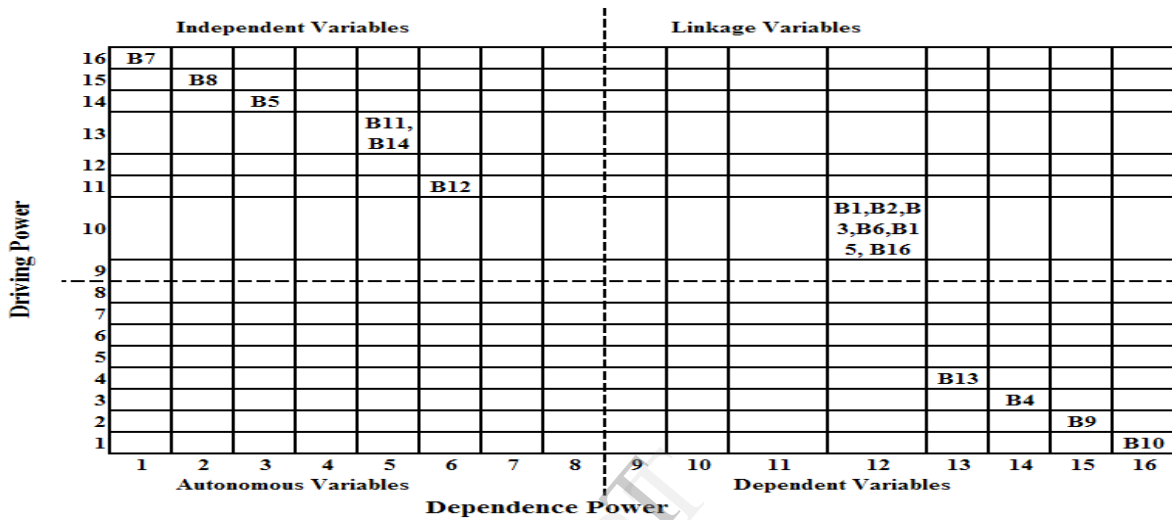 Independent Variables Linkage Variables
16 B7
15 B8
14 B5
13 B11,
B14
12
11 B12
10 B1,B2,B
3,B6,B1
5, B16
9
8
7
6
5
4 B13
3 B4
2 B9
1 B10
1 2 3 4 5 6 7 8 9 10 11 12 13 14 15 16
Autonomous Variables Dependent Variables
Dependence Power
Driving Power